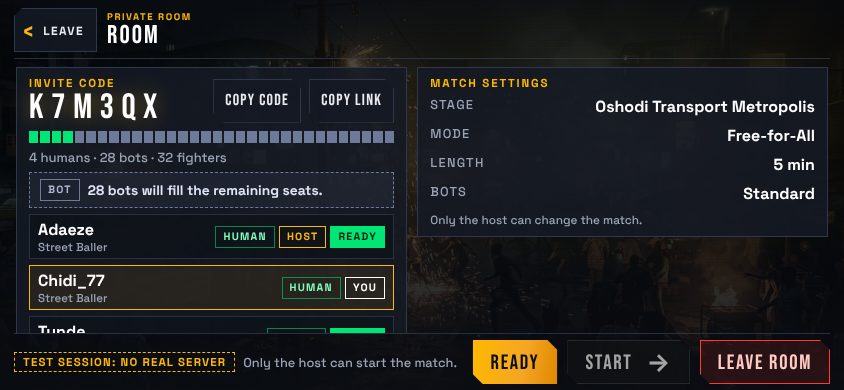 < LEAVE
PRIVATE ROOM
ROOM
INVITE CODE
K7M3QX
COPY CODE
COPY LINK
4 humans · 28 bots · 32 fighters
BOT 28 bots will fill the remaining seats.
Adaeze
Street Baller
HUMAN HOST READY
Chidi_77
Street Baller
HUMAN YOU
Tunde
MATCH SETTINGS
STAGE Oshodi Transport Metropolis
MODE Free-for-All
LENGTH 5 min
BOTS Standard
Only the host can change the match.
TEST SESSION: NO REAL SERVER
Only the host can start the match.
READY
START →
LEAVE ROOM